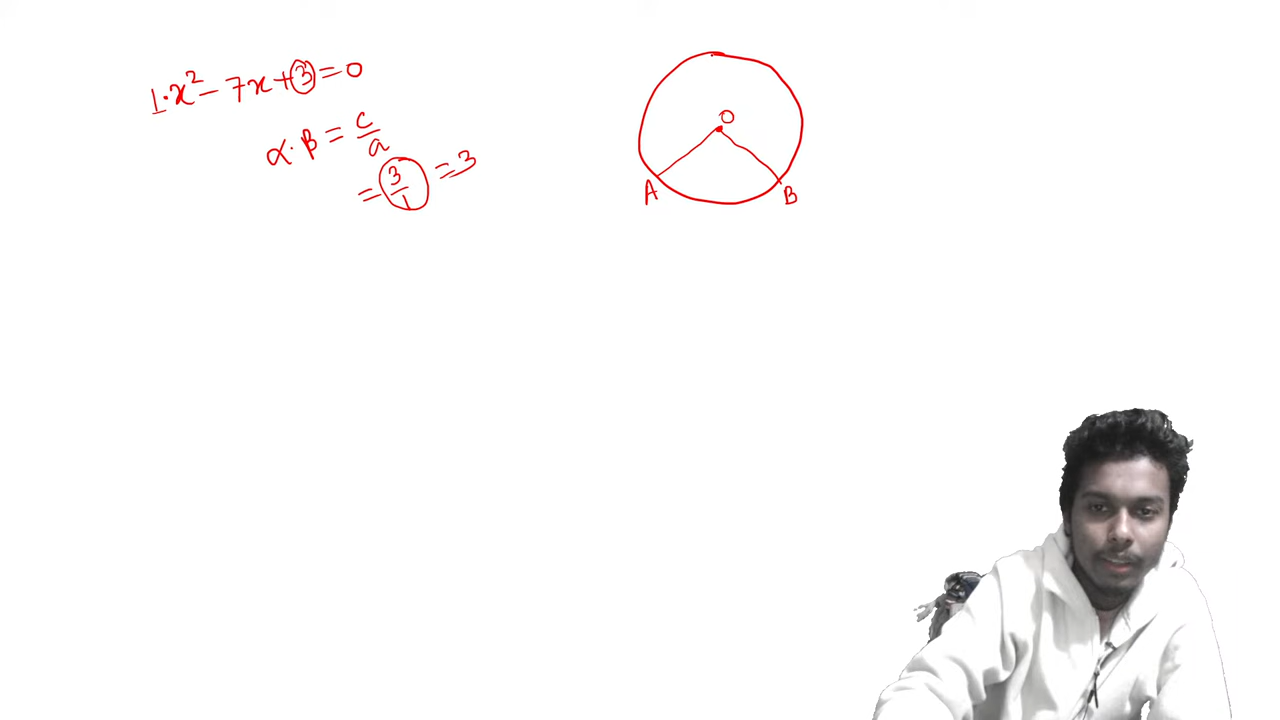 1·x² - 7x + 3 = 0
α·β = c/a
= 3/1 = 3
O
A B